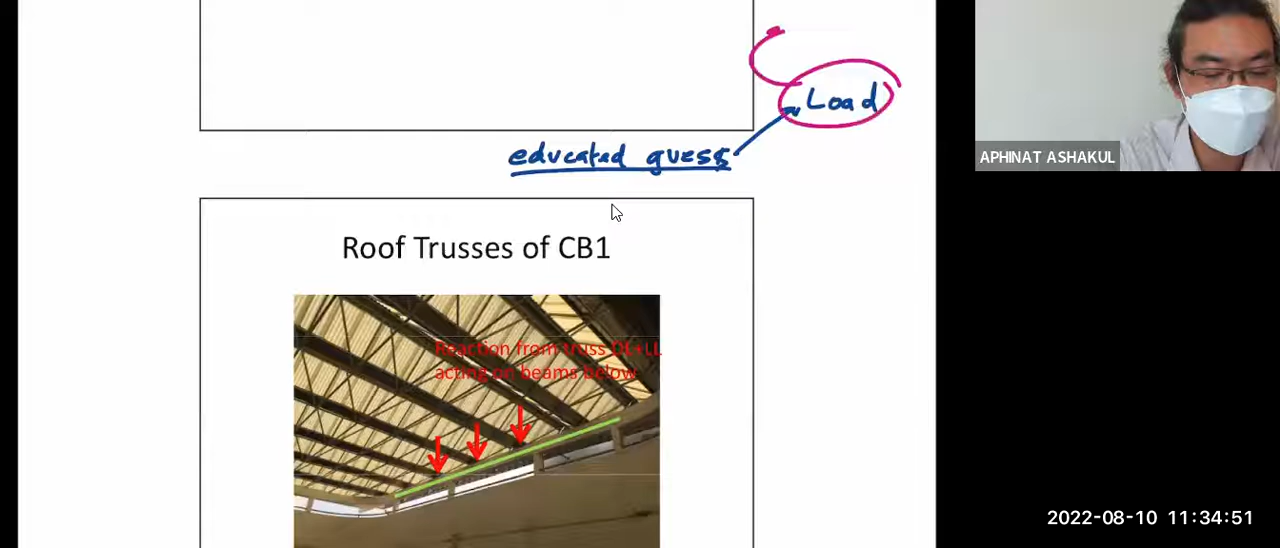 Load
educated guess
Roof Trusses of CB1
Reaction from truss DL+LL
acting on beams below
APHINAT ASHAKUL
2022-08-10 11:34:51